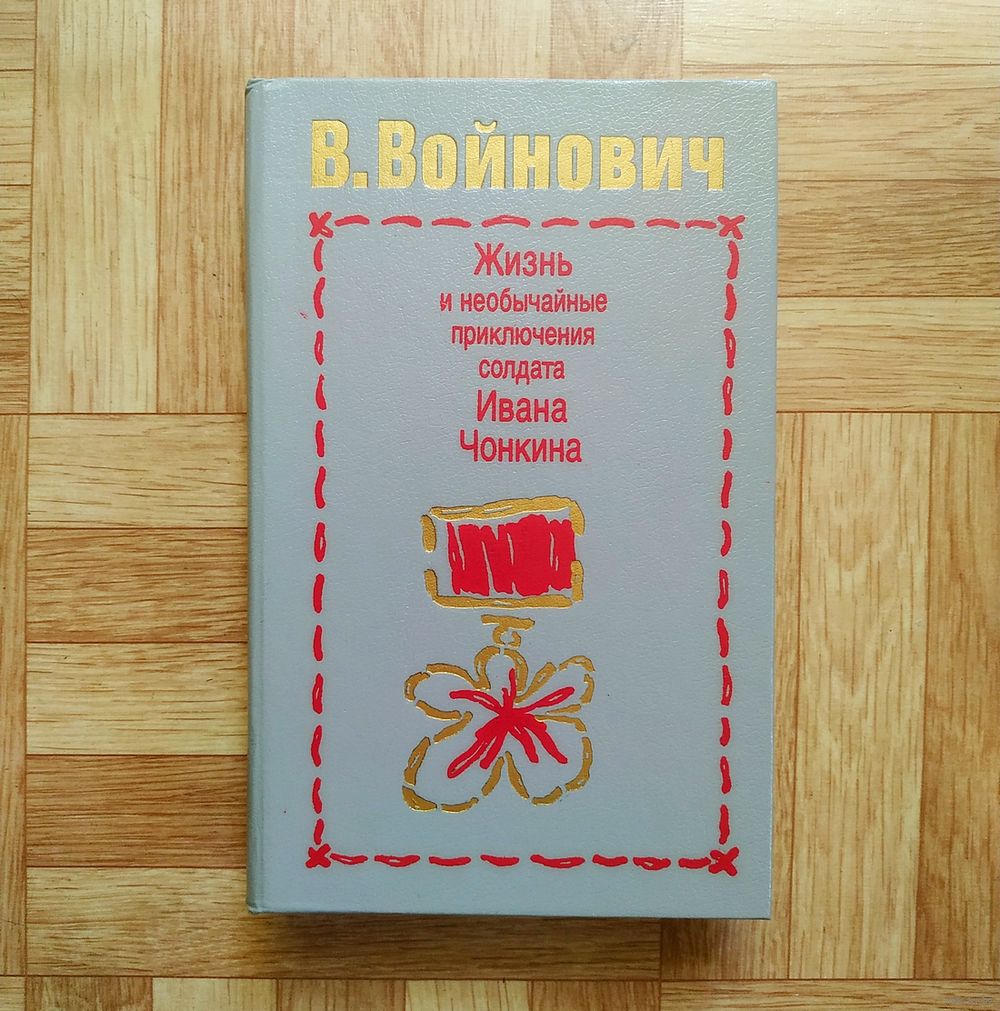 В. Войнович
Жизнь
и необычайные
приключения
солдата
Ивана
Чонкина